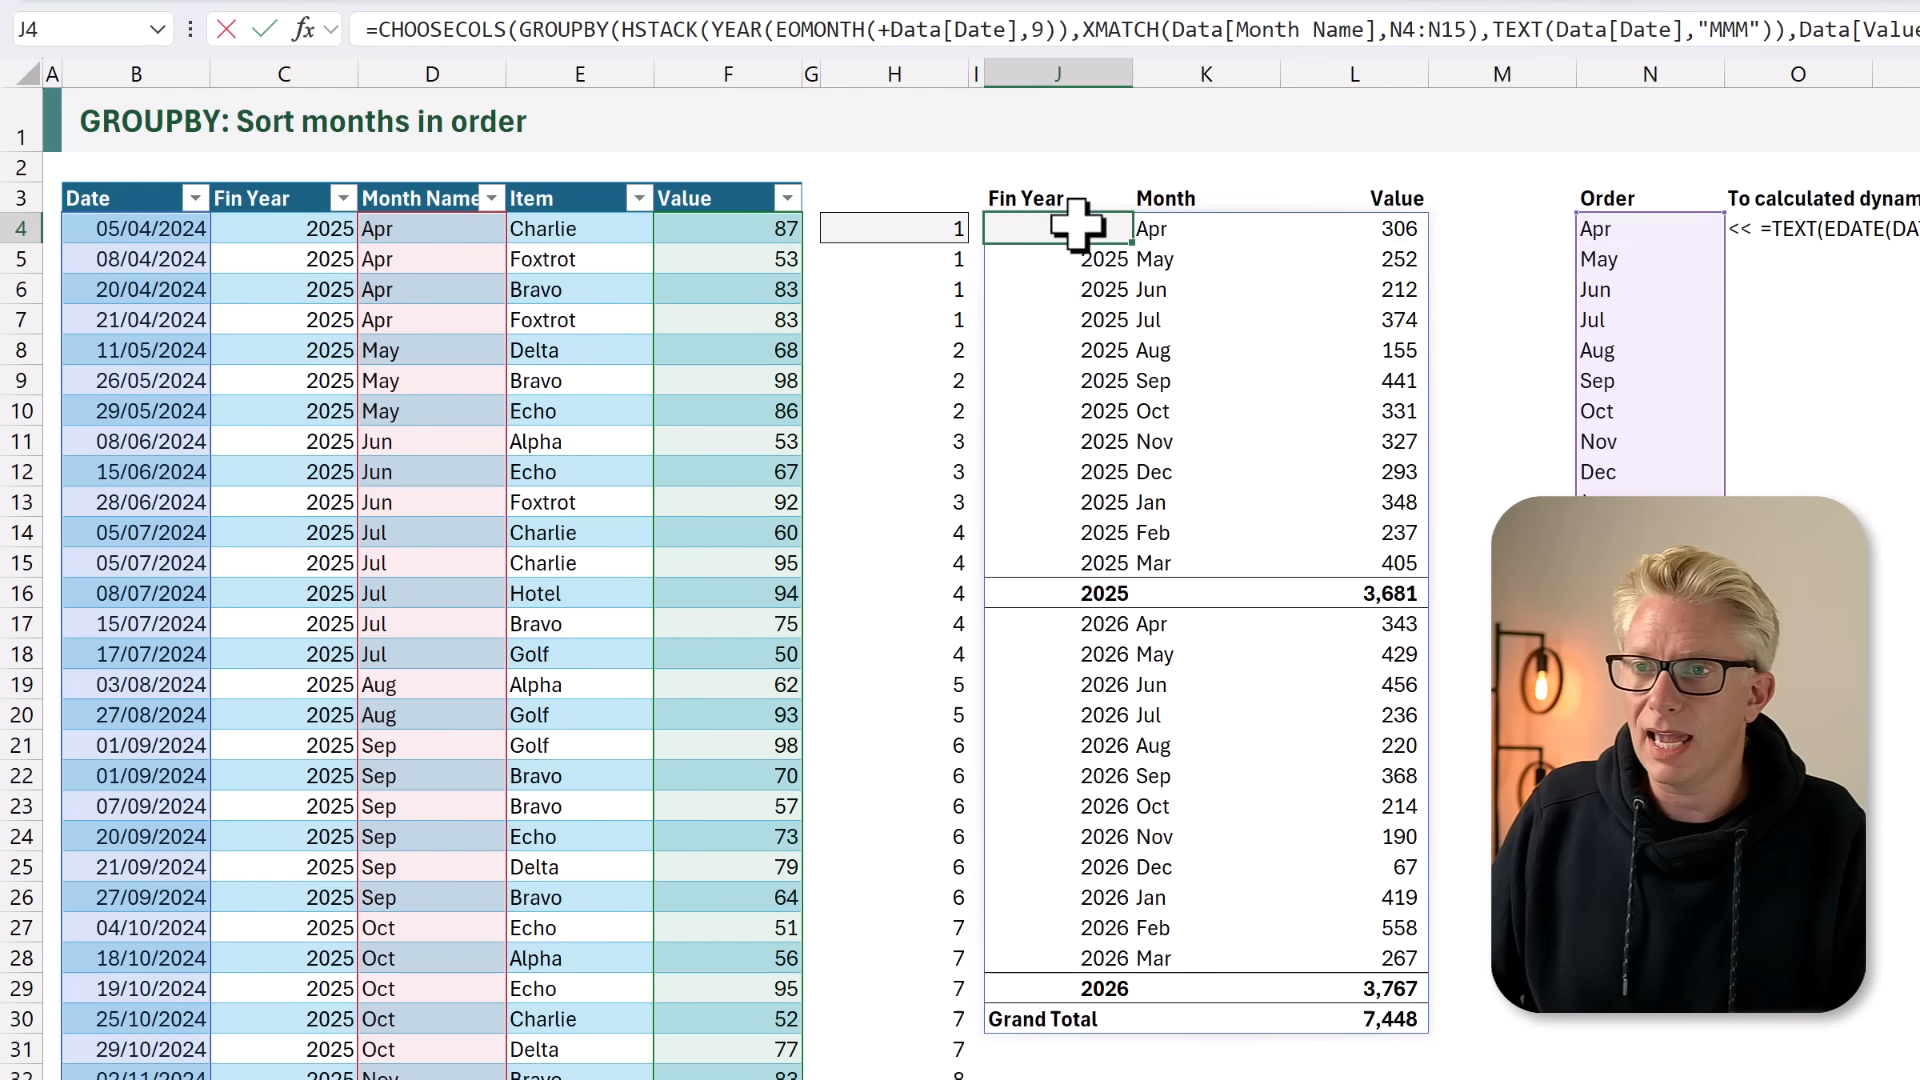 J4 fx =CHOOSECOLS(GROUPBY(HSTACK(YEAR(EOMONTH(+Data[Date],9)),XMATCH(Data[Month Name],N4:N15),TEXT(Data[Date],"MMM")),Data[Value
A B C D E F G H I J K L M N O
1 GROUPBY: Sort months in order
2
3 Date Fin Year Month Name Item Value Fin Year Month Value Order To calculated dynam
4 05/04/2024 2025 Apr Charlie 87 1 Apr 306 Apr << =TEXT(EDATE(DA
5 08/04/2024 2025 Apr Foxtrot 53 1 2025 May 252 May
6 20/04/2024 2025 Apr Bravo 83 1 2025 Jun 212 Jun
7 21/04/2024 2025 Apr Foxtrot 83 1 2025 Jul 374 Jul
8 11/05/2024 2025 May Delta 68 2 2025 Aug 155 Aug
9 26/05/2024 2025 May Bravo 98 2 2025 Sep 441 Sep
10 29/05/2024 2025 May Echo 86 2 2025 Oct 331 Oct
11 08/06/2024 2025 Jun Alpha 53 3 2025 Nov 327 Nov
12 15/06/2024 2025 Jun Echo 67 3 2025 Dec 293 Dec
13 28/06/2024 2025 Jun Foxtrot 92 3 2025 Jan 348
14 05/07/2024 2025 Jul Charlie 60 4 2025 Feb 237
15 05/07/2024 2025 Jul Charlie 95 4 2025 Mar 405
16 08/07/2024 2025 Jul Hotel 94 4 2025 3,681
17 15/07/2024 2025 Jul Bravo 75 4 2026 Apr 343
18 17/07/2024 2025 Jul Golf 50 4 2026 May 429
19 03/08/2024 2025 Aug Alpha 62 5 2026 Jun 456
20 27/08/2024 2025 Aug Golf 93 5 2026 Jul 236
21 01/09/2024 2025 Sep Golf 98 6 2026 Aug 220
22 01/09/2024 2025 Sep Bravo 70 6 2026 Sep 368
23 07/09/2024 2025 Sep Bravo 57 6 2026 Oct 214
24 20/09/2024 2025 Sep Echo 73 6 2026 Nov 190
25 21/09/2024 2025 Sep Delta 79 6 2026 Dec 67
26 27/09/2024 2025 Sep Bravo 64 6 2026 Jan 419
27 04/10/2024 2025 Oct Echo 51 7 2026 Feb 558
28 18/10/2024 2025 Oct Alpha 56 7 2026 Mar 267
29 19/10/2024 2025 Oct Echo 95 7 2026 3,767
30 25/10/2024 2025 Oct Charlie 52 7 Grand Total 7,448
31 29/10/2024 2025 Oct Delta 77 7
32 02/11/2024 2025 Nov Bravo 83 8